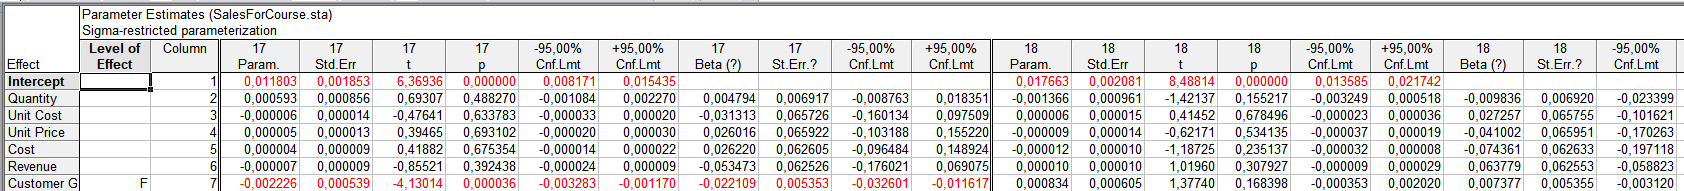 Parameter Estimates (SalesForCourse.sta)
Sigma-restricted parameterization
Effect Level of Effect Column 17 Param. 17 Std.Err 17 t 17 p -95,00% Cnf.Lmt +95,00% Cnf.Lmt 17 Beta (?) 17 St.Err.? -95,00% Cnf.Lmt +95,00% Cnf.Lmt 18 Param. 18 Std.Err 18 t 18 p -95,00% Cnf.Lmt +95,00% Cnf.Lmt 18 Beta (?) 18 St.Err.? -95,00% Cnf.Lmt
Intercept 1 0,011803 0,001853 6,36936 0,000000 0,008171 0,015435 0,017663 0,002081 8,48814 0,000000 0,013585 0,021742
Quantity 2 0,000593 0,000856 0,69307 0,488270 -0,001084 0,002270 0,004794 0,006917 -0,008763 0,018351 -0,001366 0,000961 -1,42137 0,155217 -0,003249 0,000518 -0,009836 0,006920 -0,023399
Unit Cost 3 -0,000006 0,000014 -0,47641 0,633783 -0,000033 0,000020 -0,031313 0,065726 -0,160134 0,097509 0,000006 0,000015 0,41452 0,678496 -0,000023 0,000036 0,027257 0,065755 -0,101621
Unit Price 4 0,000005 0,000013 0,39465 0,693102 -0,000020 0,000030 0,026016 0,065922 -0,103188 0,155220 -0,000009 0,000014 -0,62171 0,534135 -0,000037 0,000019 -0,041002 0,065951 -0,170263
Cost 5 0,000004 0,000009 0,41882 0,675354 -0,000014 0,000022 0,026220 0,062605 -0,096484 0,148924 -0,000012 0,000010 -1,18725 0,235137 -0,000032 0,000008 -0,074361 0,062633 -0,197118
Revenue 6 -0,000007 0,000009 -0,85521 0,392438 -0,000024 0,000009 -0,053473 0,062526 -0,176021 0,069075 0,000010 0,000010 1,01960 0,307927 -0,000009 0,000029 0,063779 0,062553 -0,058823
Customer G F 7 -0,002226 0,000539 -4,13014 0,000036 -0,003283 -0,001170 -0,022109 0,005353 -0,032601 -0,011617 0,000834 0,000605 1,37740 0,168398 -0,000353 0,002020 0,007377 0,005355 -0,003120